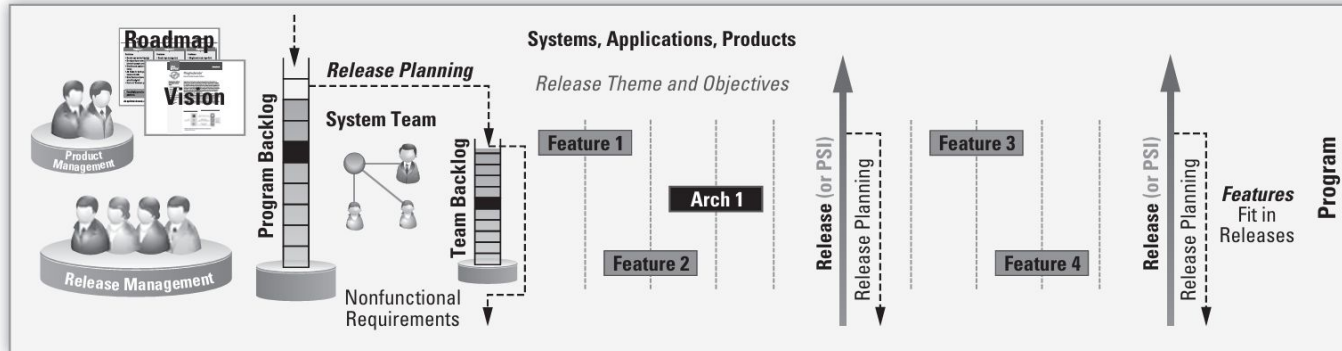 Roadmap
Vision
Product
Management
Release Management
Program Backlog
Release Planning
System Team
Team Backlog
Nonfunctional
Requirements
Systems, Applications, Products
Release Theme and Objectives
Feature 1
Arch 1
Feature 2
Release (or PSI)
Release Planning
Feature 3
Feature 4
Release (or PSI)
Release Planning
Features
Fit in
Releases
Program